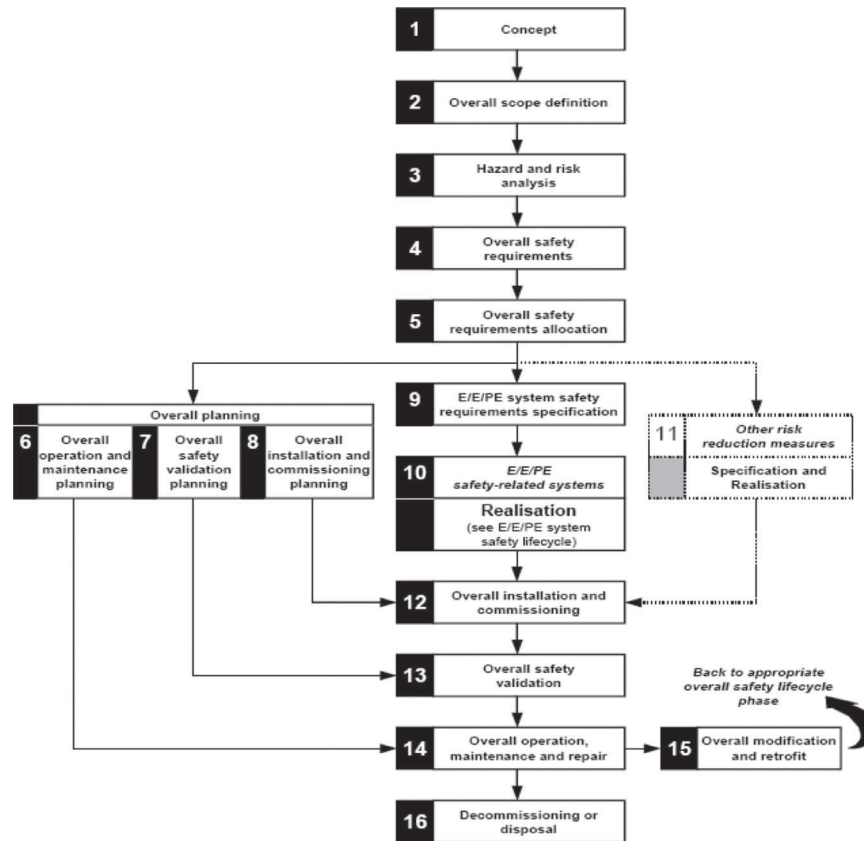 1
Concept
2
Overall scope definition
3
Hazard and risk
analysis
4
Overall safety
requirements
5
Overall safety
requirements allocation
Overall planning
6
Overall
operation and
maintenance
planning
7
Overall
safety
validation
planning
8
Overall
installation and
commissioning
planning
9
E/E/PE system safety
requirements specification
10
E/E/PE
safety-related systems
Realisation
(see E/E/PE system
safety lifecycle)
11
Other risk
reduction measures
Specification and
Realisation
12
Overall installation and
commissioning
13
Overall safety
validation
14
Overall operation,
maintenance and repair
Back to appropriate
overall safety lifecycle
phase
15
Overall modification
and retrofit
16
Decommissioning or
disposal